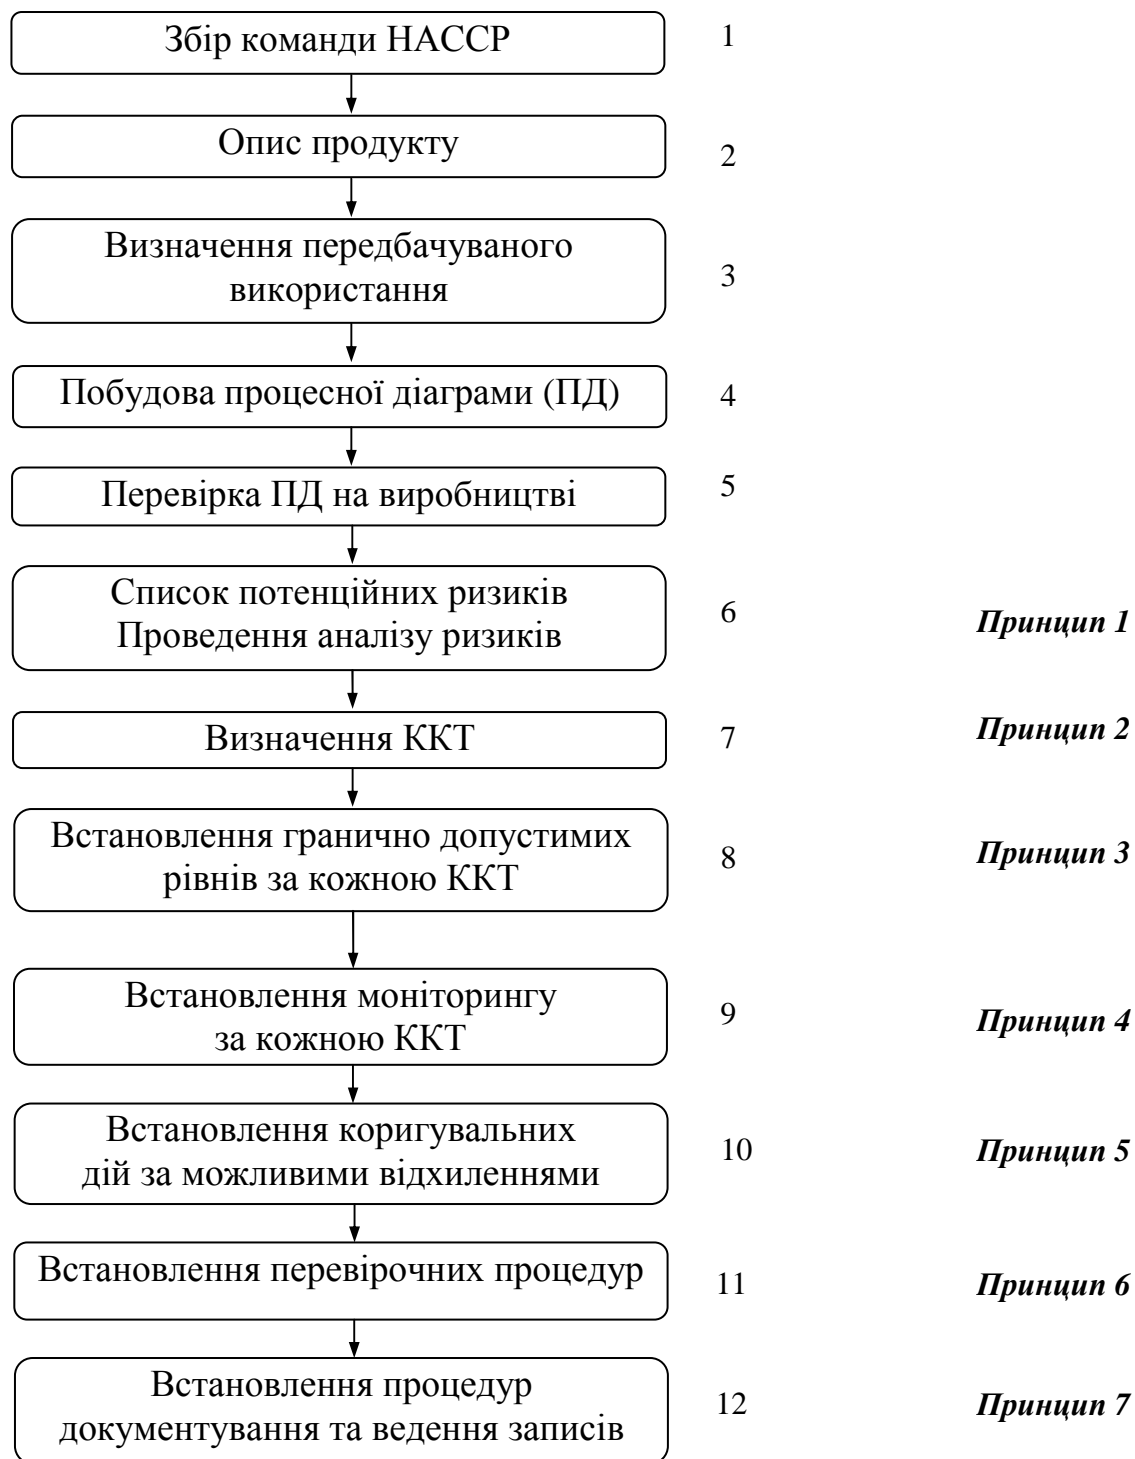 Збір команди НАССР 1
Опис продукту
2
Визначення передбачуваного
використання
3
Побудова процесної діаграми (ПД) 4
Перевірка ПД на виробництві 5
Список потенційних ризиків
Проведення аналізу ризиків
6 Принцип 1
Визначення ККТ 7 Принцип 2
Встановлення гранично допустимих
рівнів за кожною ККТ
8 Принцип 3
Встановлення моніторингу
за кожною ККТ
9 Принцип 4
Встановлення коригувальних
дій за можливими відхиленнями
10 Принцип 5
Встановлення перевірочних процедур
11 Принцип 6
Встановлення процедур
документування та ведення записів
12 Принцип 7